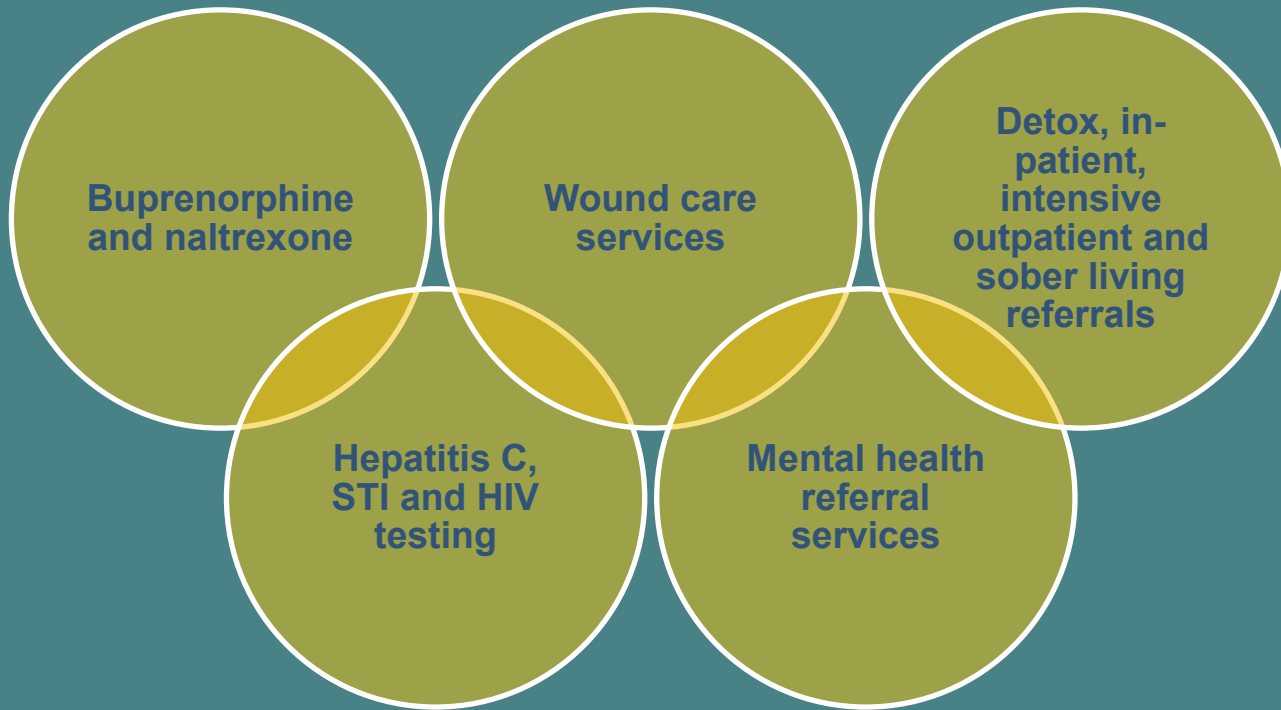 Buprenorphine
and naltrexone
Wound care
services
Detox, in-
patient,
intensive
outpatient and
sober living
referrals
Hepatitis C,
STI and HIV
testing
Mental health
referral
services